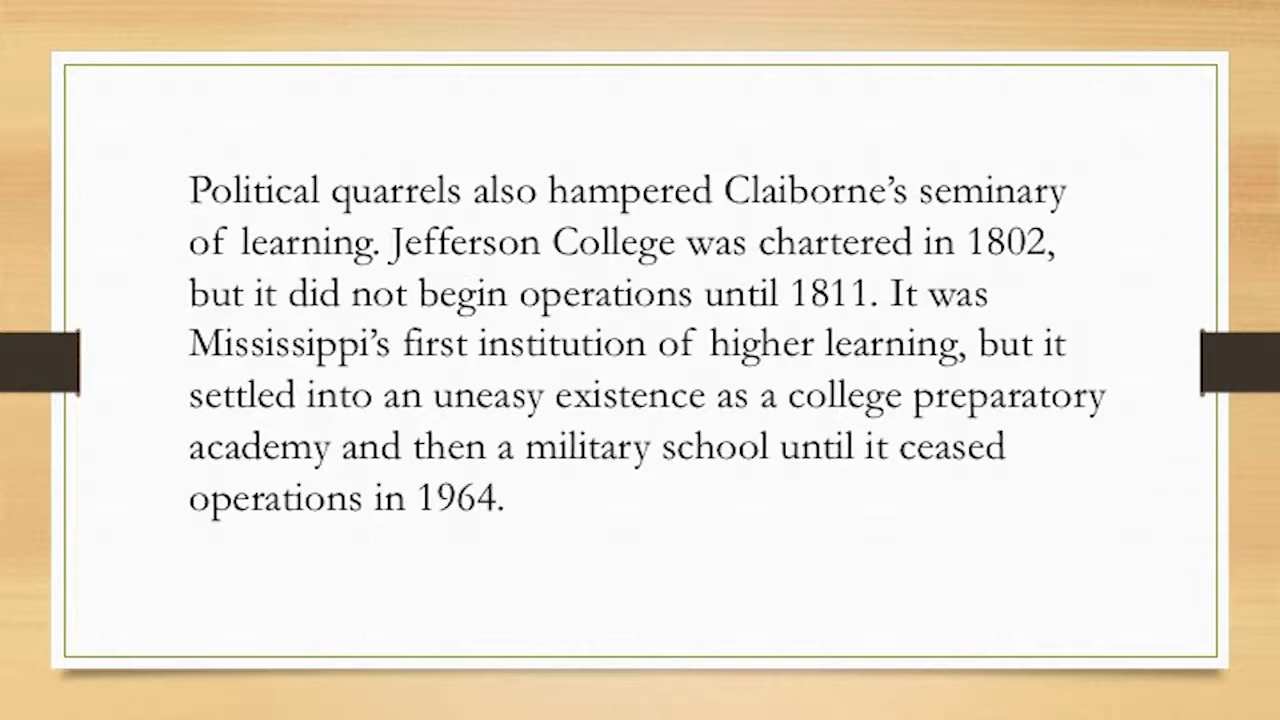 Political quarrels also hampered Claiborne’s seminary
of learning. Jefferson College was chartered in 1802,
but it did not begin operations until 1811. It was
Mississippi’s first institution of higher learning, but it
settled into an uneasy existence as a college preparatory
academy and then a military school until it ceased
operations in 1964.